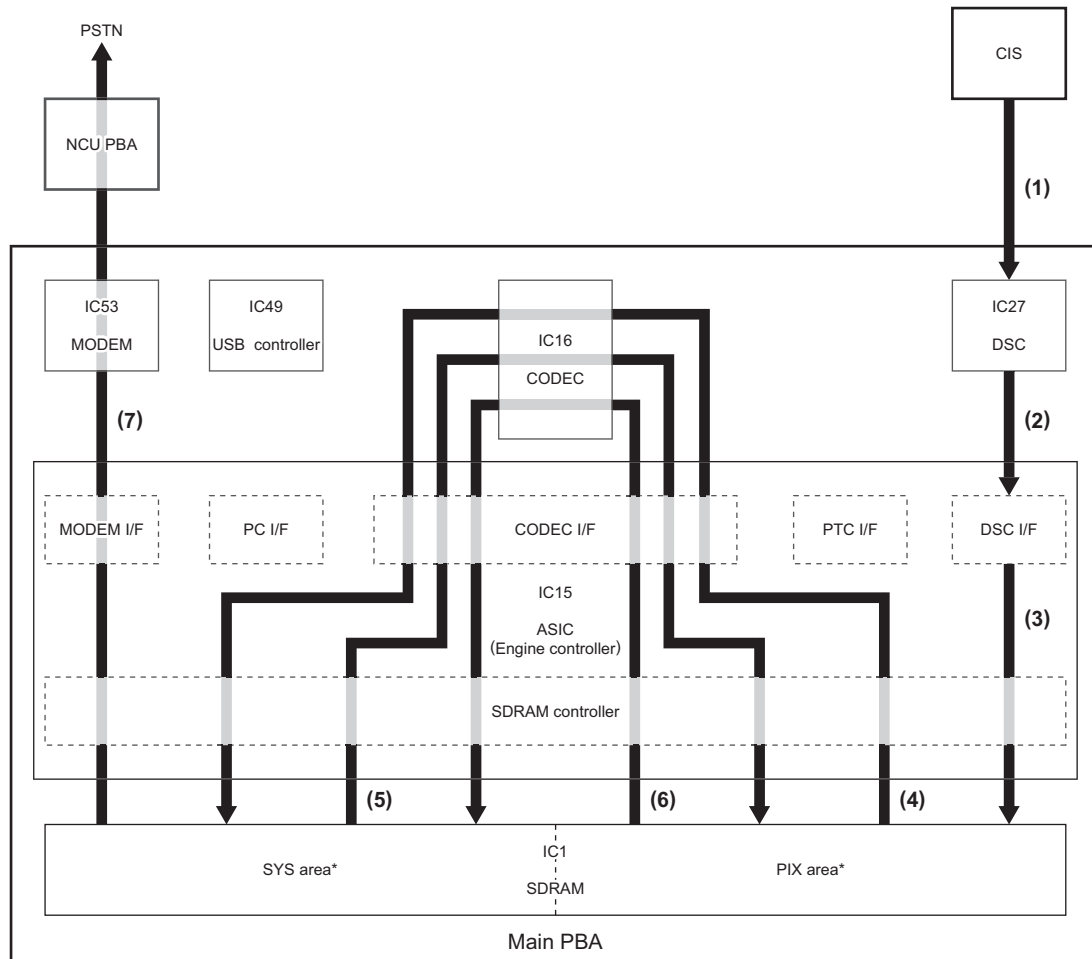 PSTN
CIS
NCU PBA
(1)
IC53
MODEM
IC49
USB controller
IC16
CODEC
IC27
DSC
(7)
(2)
MODEM I/F
PC I/F
CODEC I/F
PTC I/F
DSC I/F
IC15
ASIC
(Engine controller)
(3)
SDRAM controller
(5)
(6)
(4)
SYS area*
IC1
SDRAM
PIX area*
Main PBA